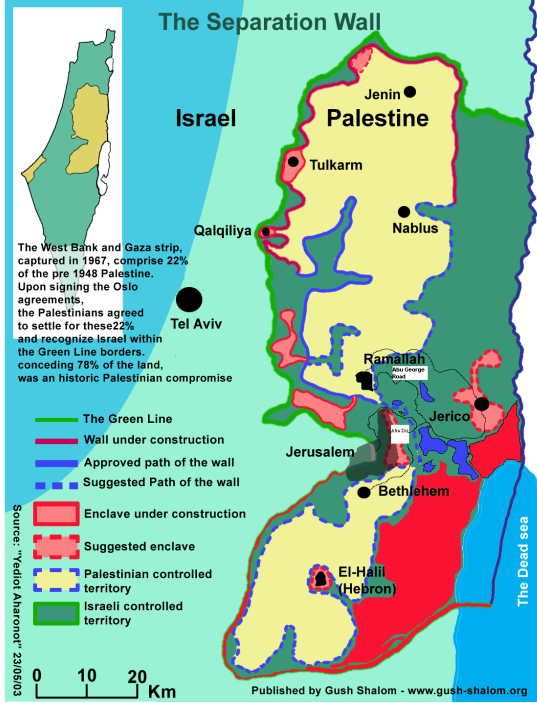 The Separation Wall
Israel
Palestine
Jenin
Tulkarm
Nablus
Qalqiliya
The West Bank and Gaza strip,
captured in 1967, comprise 22%
of the pre 1948 Palestine.
Upon signing the Oslo
agreements,
the Palestinians agreed
to settle for these22%
and recognize Israel within
the Green Line borders.
conceding 78% of the land,
was an historic Palestinian compromise
Tel Aviv
Ramallah
Abu George
Road
Jerico
Jerusalem
Bethlehem
El-Halil
(Hebron)
The Dead sea
The Green Line
Wall under construction
Approved path of the wall
Suggested Path of the wall
Enclave under construction
Suggested enclave
Palestinian controlled
territory
Israeli controlled
territory
Source: "Yediot Aharonot" 23/05/03
0 10 20
Km
Published by Gush Shalom - www.gush-shalom.org